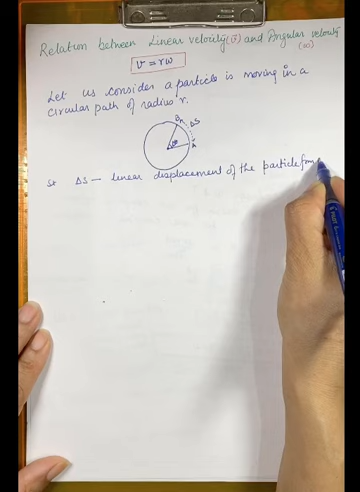 Relation between Linear velocity (v⃗) and Angular velocity (ω)
v = rω
Let us consider a particle is moving in a
circular path of radius 'r'.
B ΔS
Δθ A
ΔS — linear displacement of the particle from